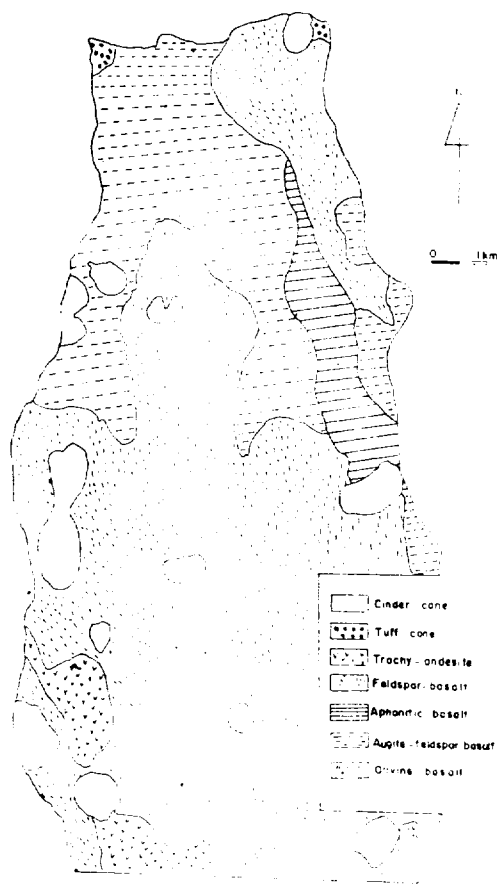 0 1km
Cinder cone
Tuff cone
Trachy-andesite
Feldspar-basalt
Aphanitic basalt
Augite-feldspar basalt
Olivine basalt